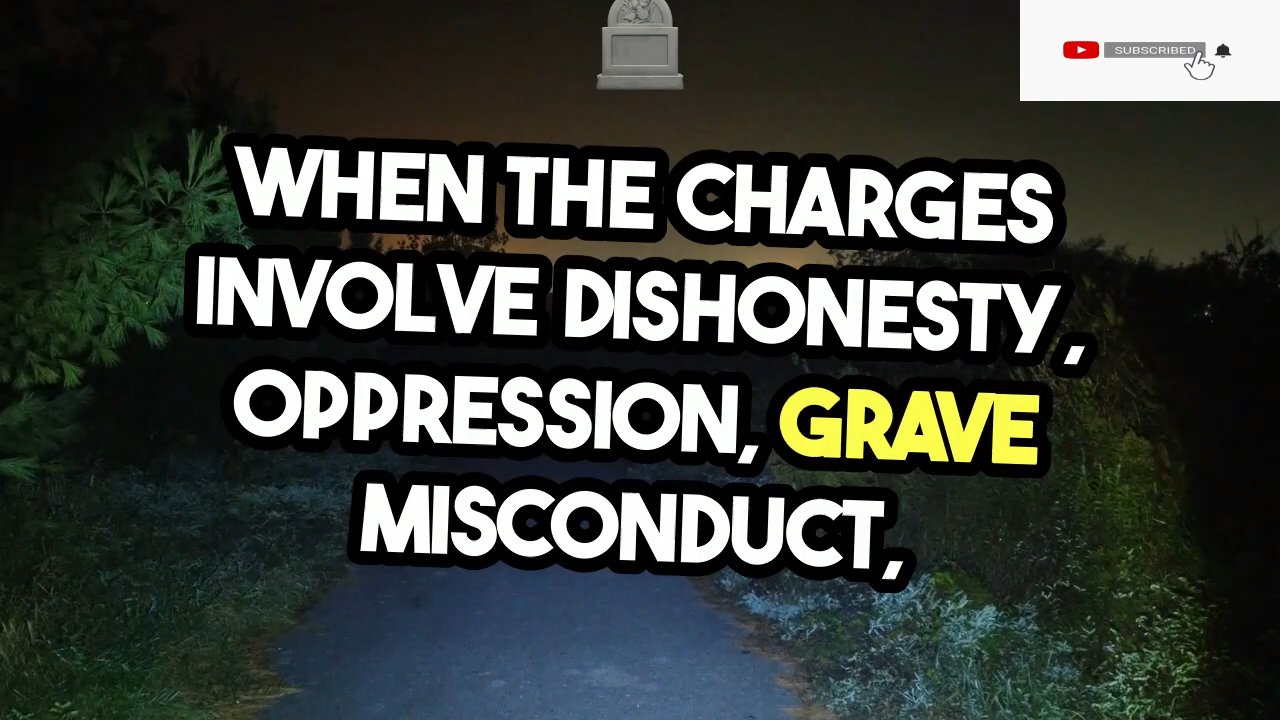 SUBSCRIBED
WHEN THE CHARGES
INVOLVE DISHONESTY,
OPPRESSION, GRAVE
MISCONDUCT,